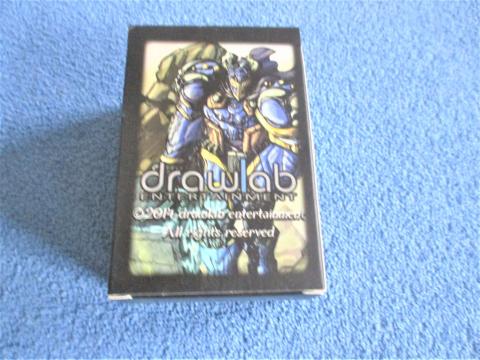 drawlab
ENTERTAINMENT
©2014 drawlab entertainment
All rights reserved